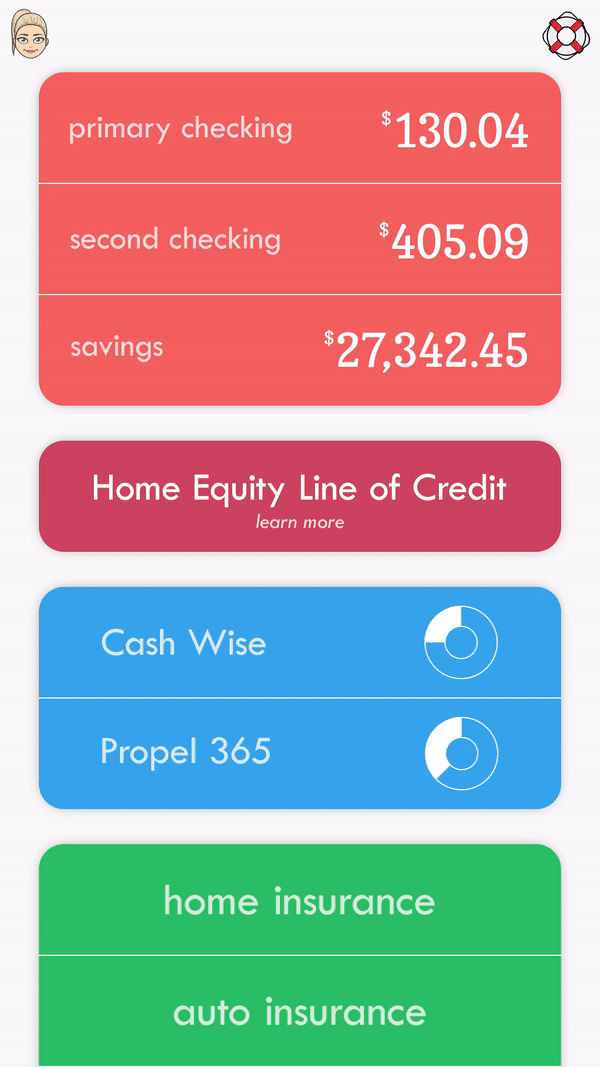 primary checking $130.04
second checking $405.09
savings $27,342.45
Home Equity Line of Credit
learn more
Cash Wise
Propel 365
home insurance
auto insurance